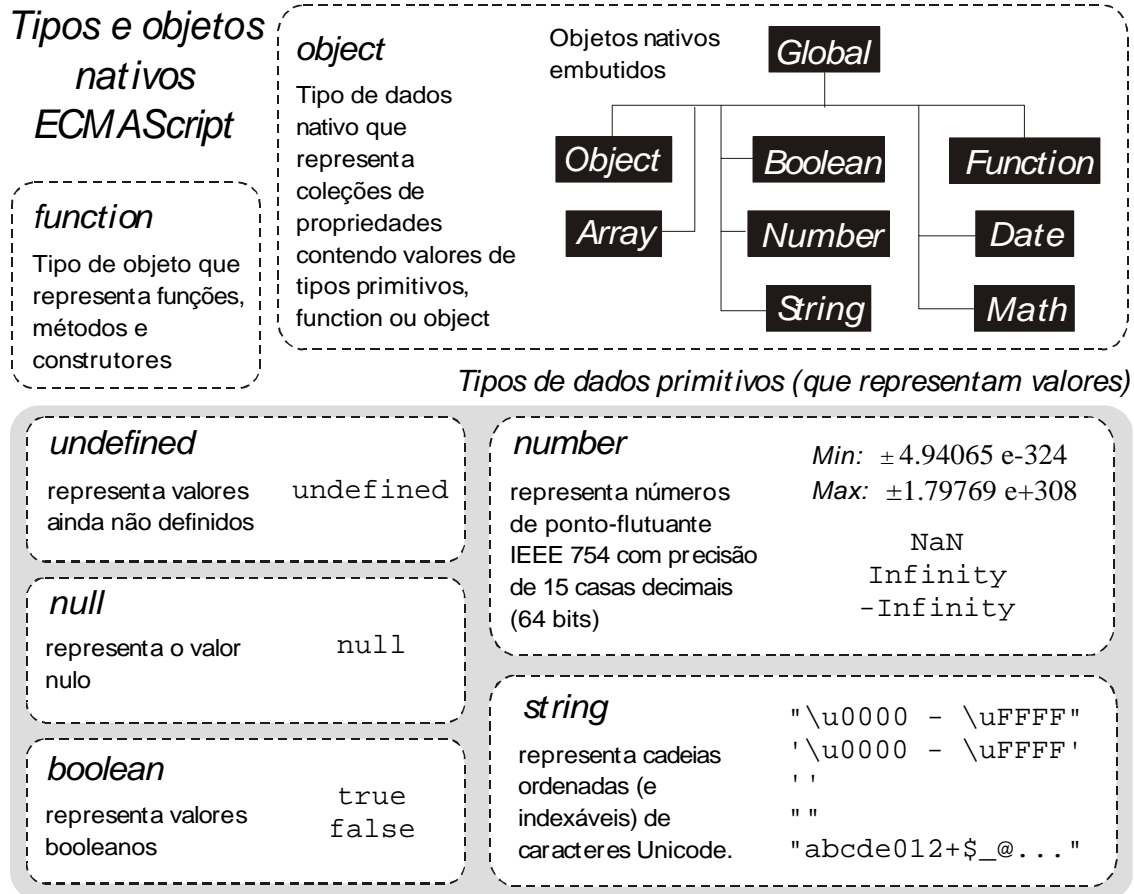 Tipos e objetos
nativos
ECMAScript
function
Tipo de objeto que
representa funções,
métodos e
construtores
object
Tipo de dados
nativo que
representa
coleções de
propriedades
contendo valores de
tipos primitivos,
function ou object
Objetos nativos
embutidos
Global
Object
Boolean
Function
Array
Number
Date
String
Math
Tipos de dados primitivos (que representam valores)
undefined
representa valores
ainda não definidos
undefined
null
representa o valor
nulo
null
boolean
representa valores
booleanos
true
false
number
representa números
de ponto-flutuante
IEEE 754 com precisão
de 15 casas decimais
(64 bits)
Min: ± 4.94065 e-324
Max: ±1.79769 e+308
NaN
Infinity
-Infinity
string
representa cadeias
ordenadas (e
indexáveis) de
caracteres Unicode.
"\u0000 - \uFFFF"
'\u0000 - \uFFFF'
''
""
"abcde012+$_@..."